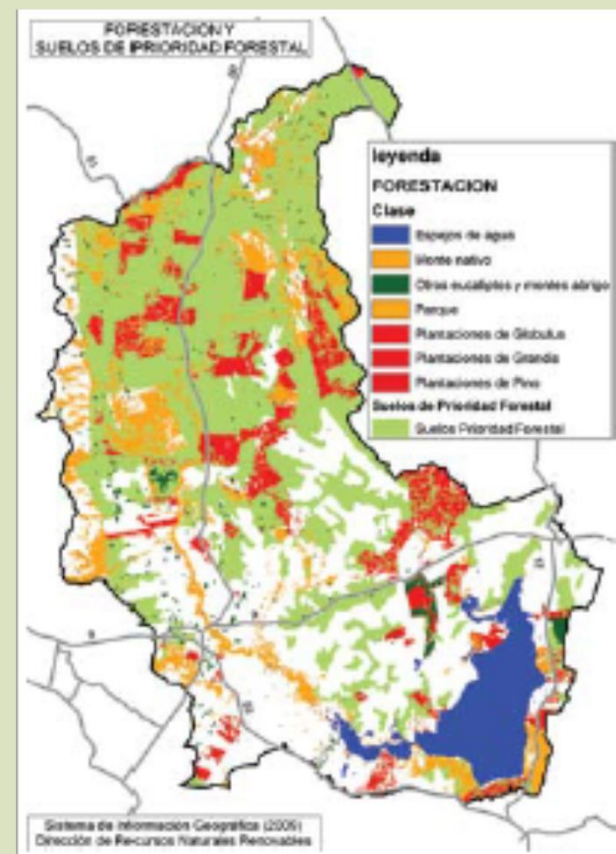 FORESTACION Y
SUELOS DE PRIORIDAD FORESTAL
leyenda
FORESTACION
Clase
Espejos de agua
Monte nativo
Otros eucaliptos y montes abrigo
Parque
Plantaciones de Glóbulus
Plantaciones de Grandis
Plantaciones de Pino
Suelos de Prioridad Forestal
Suelos Prioridad Forestal
Sistema de Información Geográfica (2009)
Dirección de Recursos Naturales Renovables